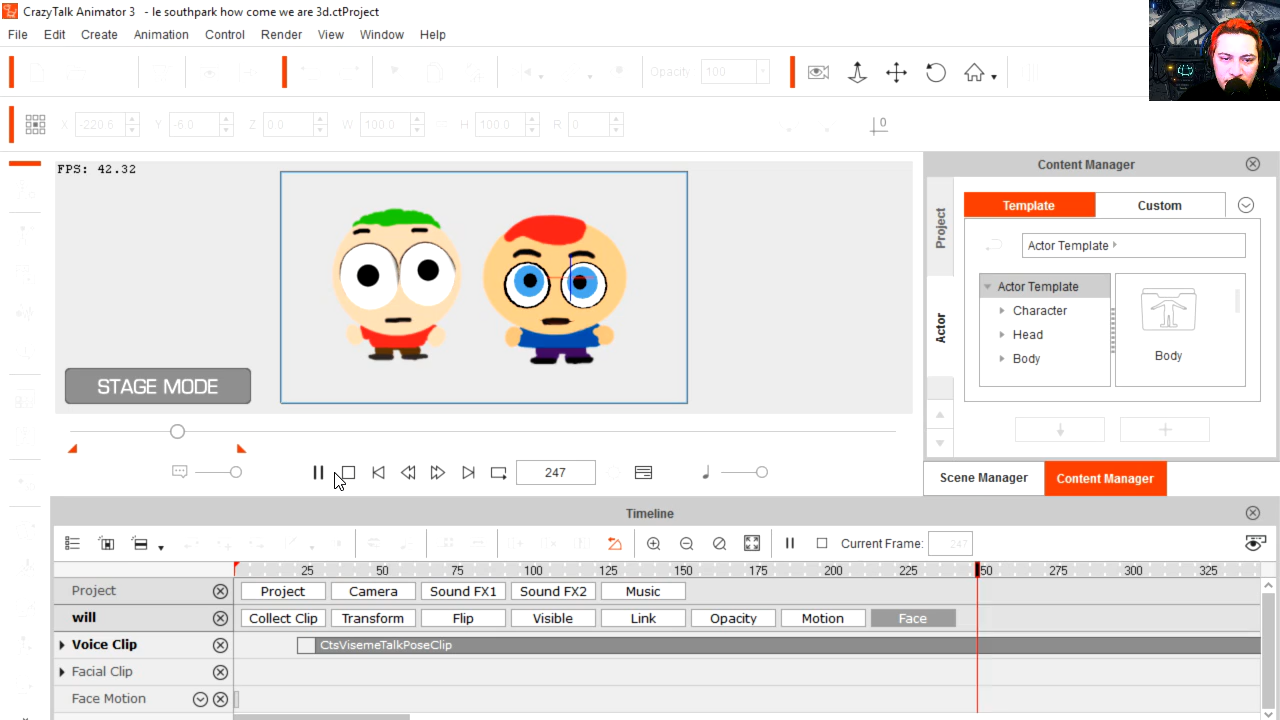 CrazyTalk Animator 3 - le southpark how come we are 3d.ctProject
File Edit Create Animation Control Render View Window Help
Opacity 100
X -220.6 Y -6.0 Z 0.0 W 100.0 H 100.0 R 0 0
FPS: 42.32
STAGE MODE
Content Manager
Project
Actor
Template Custom
Actor Template
Actor Template
Character
Head
Body
Body
Scene Manager Content Manager
247
Timeline
Current Frame: 247
25 50 75 100 125 150 175 200 225 50 275 300 325
Project Project Camera Sound FX1 Sound FX2 Music
will Collect Clip Transform Flip Visible Link Opacity Motion Face
Voice Clip CtsVisemeTalkPoseClip
Facial Clip
Face Motion